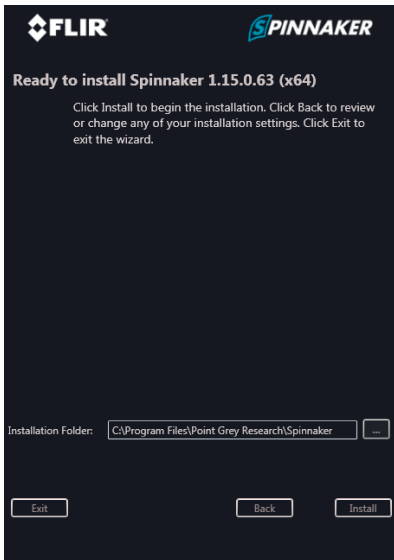 FLIR SPINNAKER
Ready to install Spinnaker 1.15.0.63 (x64)
Click Install to begin the installation. Click Back to review
or change any of your installation settings. Click Exit to
exit the wizard.
Installation Folder: C:\Program Files\Point Grey Research\Spinnaker ...
Exit Back Install